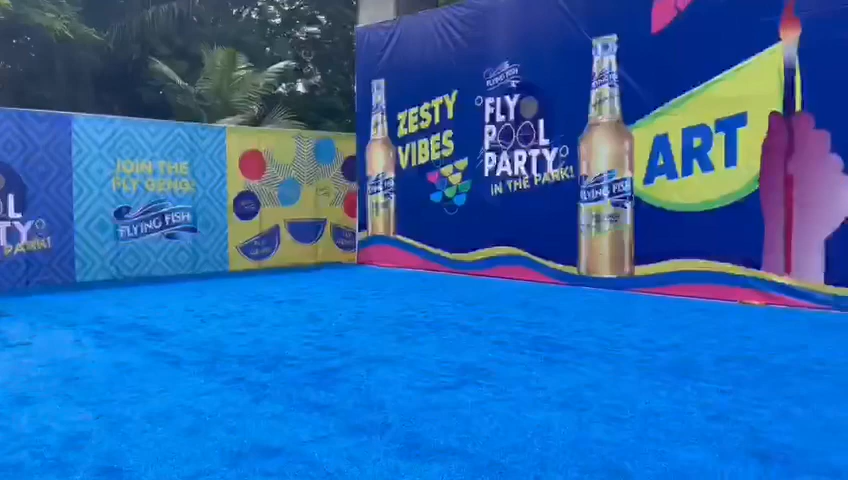 OL
TY
PARK!
JOIN THE
FLY GENG.
FLYING FISH
FLYING FISH
ZESTY
VIBES
FLYING FISH
FLY
POOL
PARTY
IN THE PARK!
FLYING FISH
ART